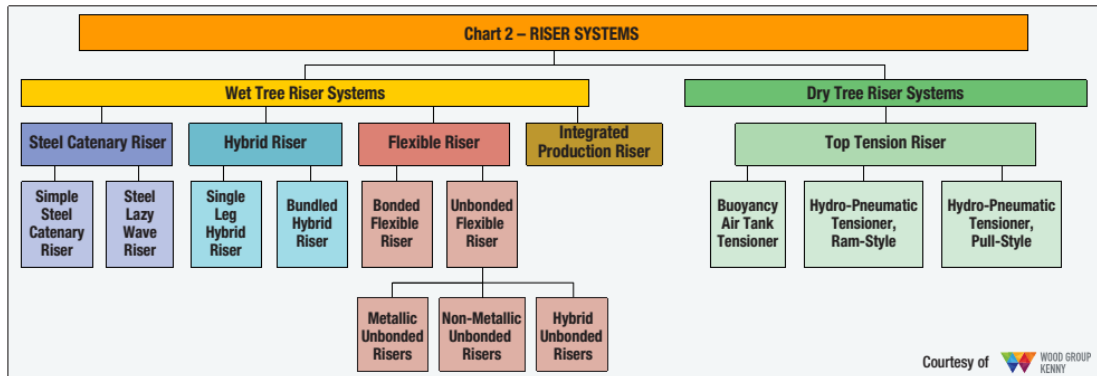 Chart 2 – RISER SYSTEMS
Wet Tree Riser Systems
Dry Tree Riser Systems
Steel Catenary Riser
Hybrid Riser
Flexible Riser
Integrated
Production Riser
Top Tension Riser
Simple
Steel
Catenary
Riser
Steel
Lazy
Wave
Riser
Single
Leg
Hybrid
Riser
Bundled
Hybrid
Riser
Bonded
Flexible
Riser
Unbonded
Flexible
Riser
Buoyancy
Air Tank
Tensioner
Hydro-Pneumatic
Tensioner,
Ram-Style
Hydro-Pneumatic
Tensioner,
Pull-Style
Metallic
Unbonded
Risers
Non-Metallic
Unbonded
Risers
Hybrid
Unbonded
Risers
Courtesy of
WOOD GROUP
KENNY